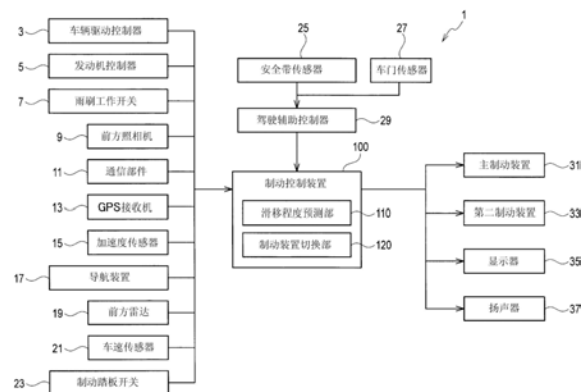 1
3 车辆驱动控制器
5 发动机控制器
7 雨刷工作开关
9 前方照相机
11 通信部件
13 GPS接收机
15 加速度传感器
17 导航装置
19 前方雷达
21 车速传感器
23 制动踏板开关
25
安全带传感器
27
车门传感器
驾驶辅助控制器 29
100
制动控制装置
滑移程度预测部 110
制动装置切换部 120
主制动装置 31
第二制动装置 33
显示器 35
扬声器 37